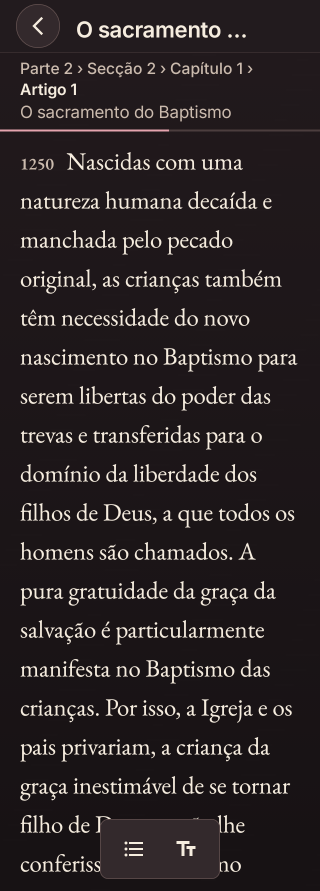 O sacramento ...
Parte 2 › Secção 2 › Capítulo 1 ›
Artigo 1
O sacramento do Baptismo
1250 Nascidas com uma
natureza humana decaída e
manchada pelo pecado
original, as crianças também
têm necessidade do novo
nascimento no Baptismo para
serem libertas do poder das
trevas e transferidas para o
domínio da liberdade dos
filhos de Deus, a que todos os
homens são chamados. A
pura gratuidade da graça da
salvação é particularmente
manifesta no Baptismo das
crianças. Por isso, a Igreja e os
pais privariam, a criança da
graça inestimável de se tornar
filho de